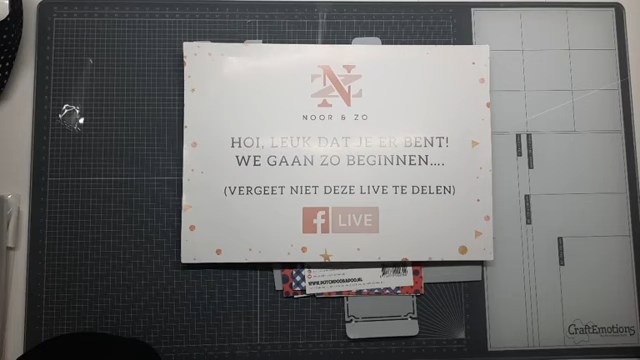 NZ
NOOR & ZO
HOI, LEUK DAT JE ER BENT!
WE GAAN ZO BEGINNEN....
(VERGEET NIET DEZE LIVE TE DELEN)
f LIVE
CraftEmotions